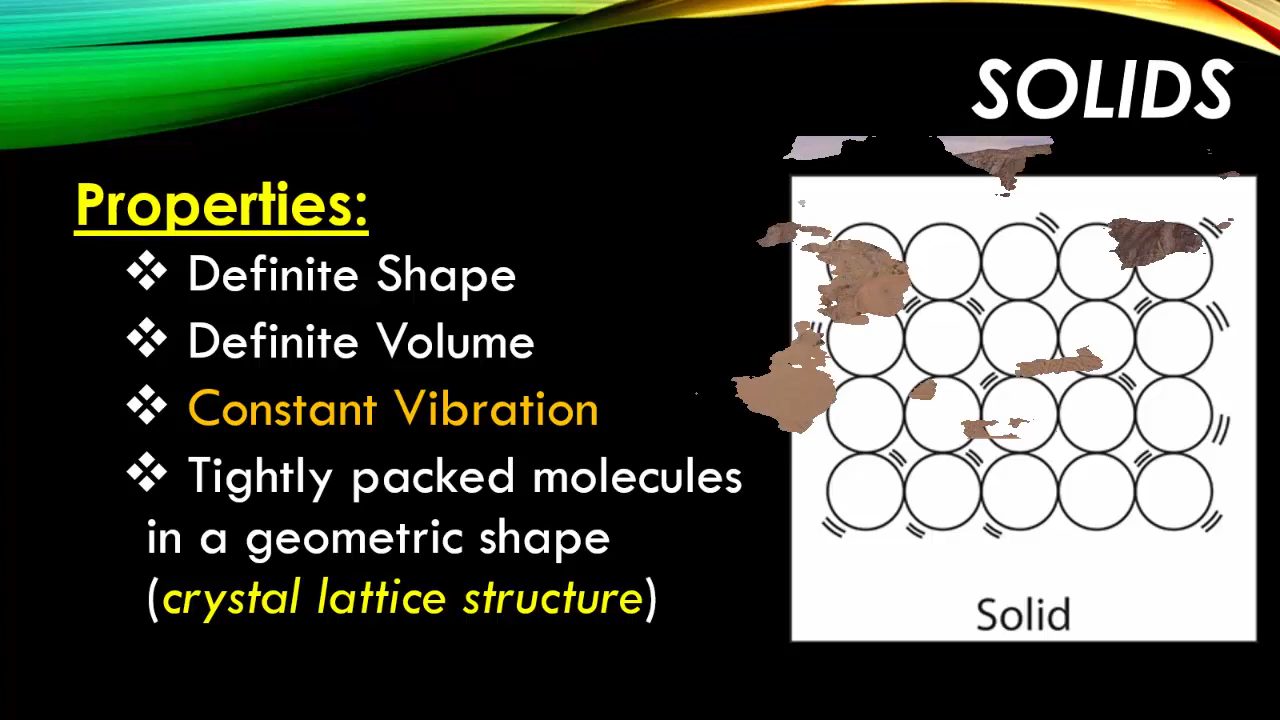 SOLIDS
Properties:
❖ Definite Shape
❖ Definite Volume
❖ Constant Vibration
❖ Tightly packed molecules
in a geometric shape
(crystal lattice structure)
Solid